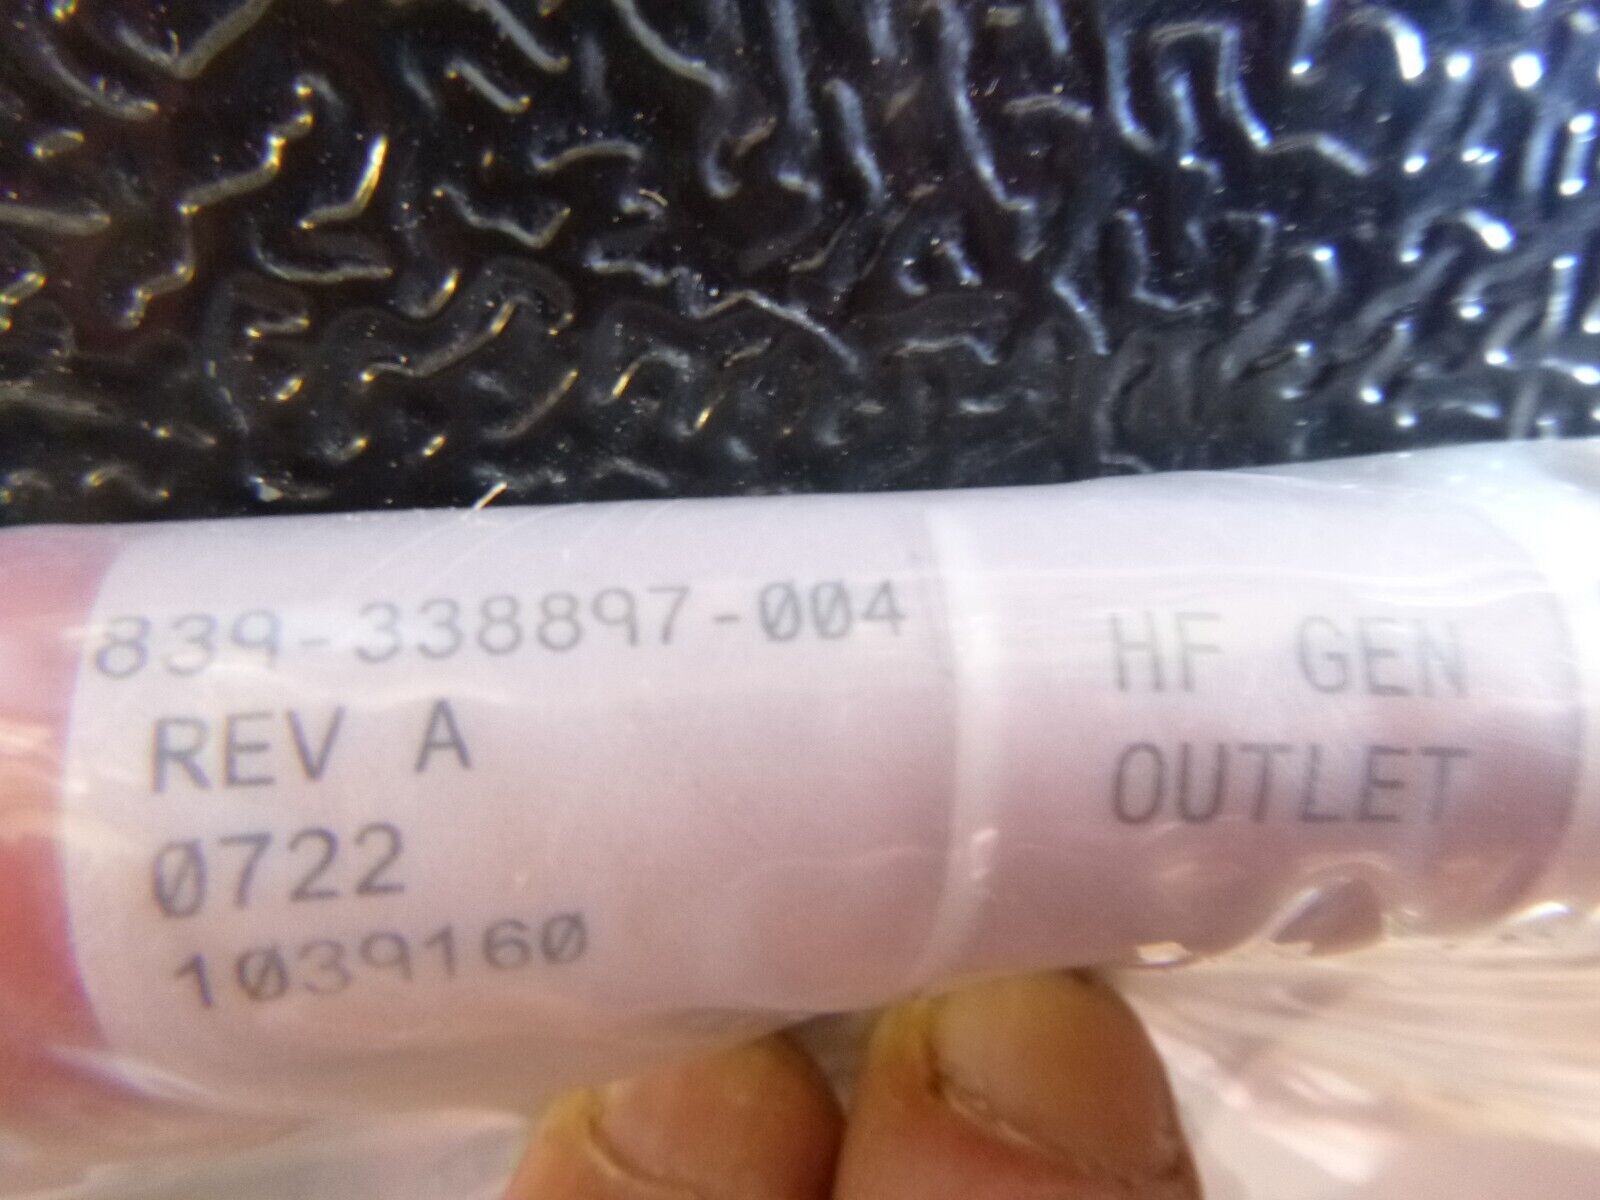 839-338897-004
REV A
0722
1039160
HF GEN
OUTLET